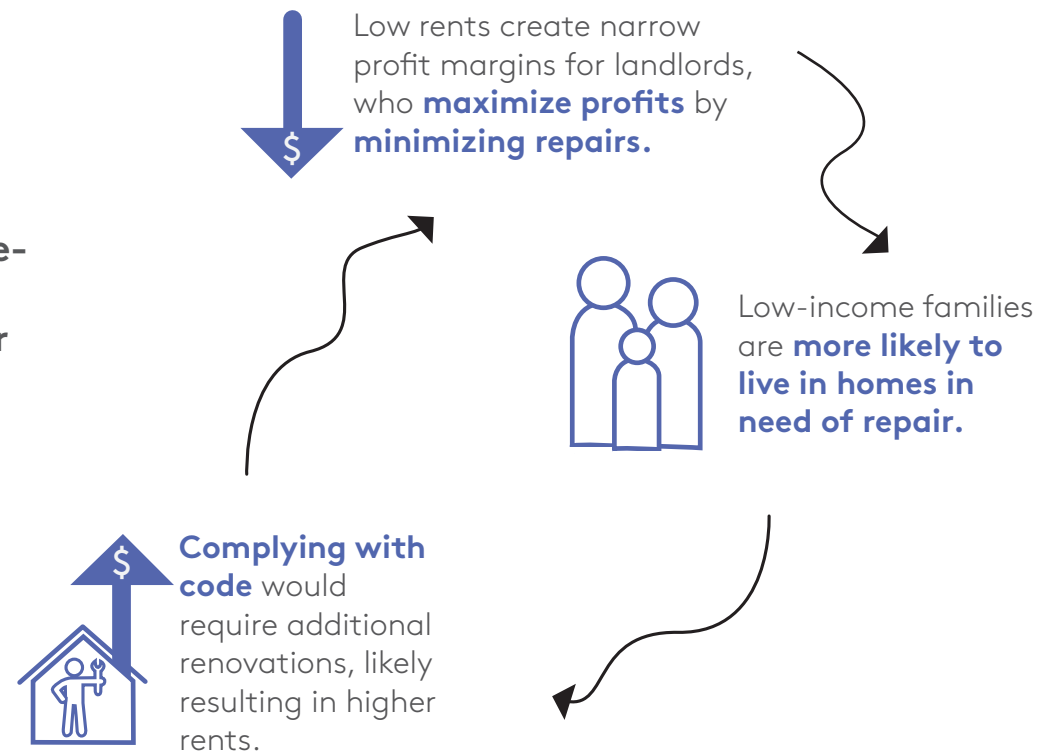 Low rents create narrow
profit margins for landlords,
who maximize profits by
minimizing repairs.
$
e-
r
Low-income families
are more likely to
live in homes in
need of repair.
$
Complying with
code would
require additional
renovations, likely
resulting in higher
rents.